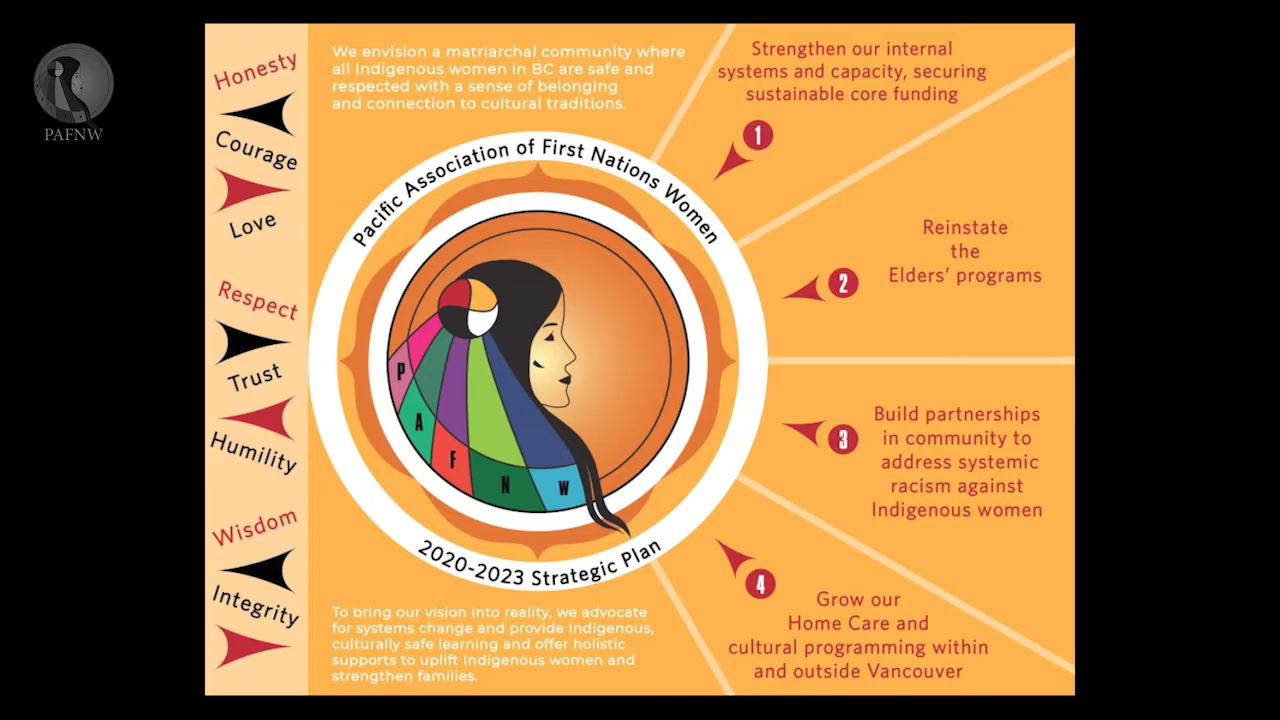 PAFNW
Honesty
Courage
Love
Respect
Trust
Humility
Wisdom
Integrity
We envision a matriarchal community where
all Indigenous women in BC are safe and
respected with a sense of belonging
and connection to cultural traditions.
Pacific Association of First Nations Women
P
A
F
N
W
2020-2023 Strategic Plan
To bring our vision into reality, we advocate
for systems change and provide Indigenous,
culturally safe learning and offer holistic
supports to uplift Indigenous women and
strengthen families.
Strengthen our internal
systems and capacity, securing
sustainable core funding
1
Reinstate
the
Elders’ programs
2
Build partnerships
in community to
address systemic
racism against
Indigenous women
3
4
Grow our
Home Care and
cultural programming within
and outside Vancouver